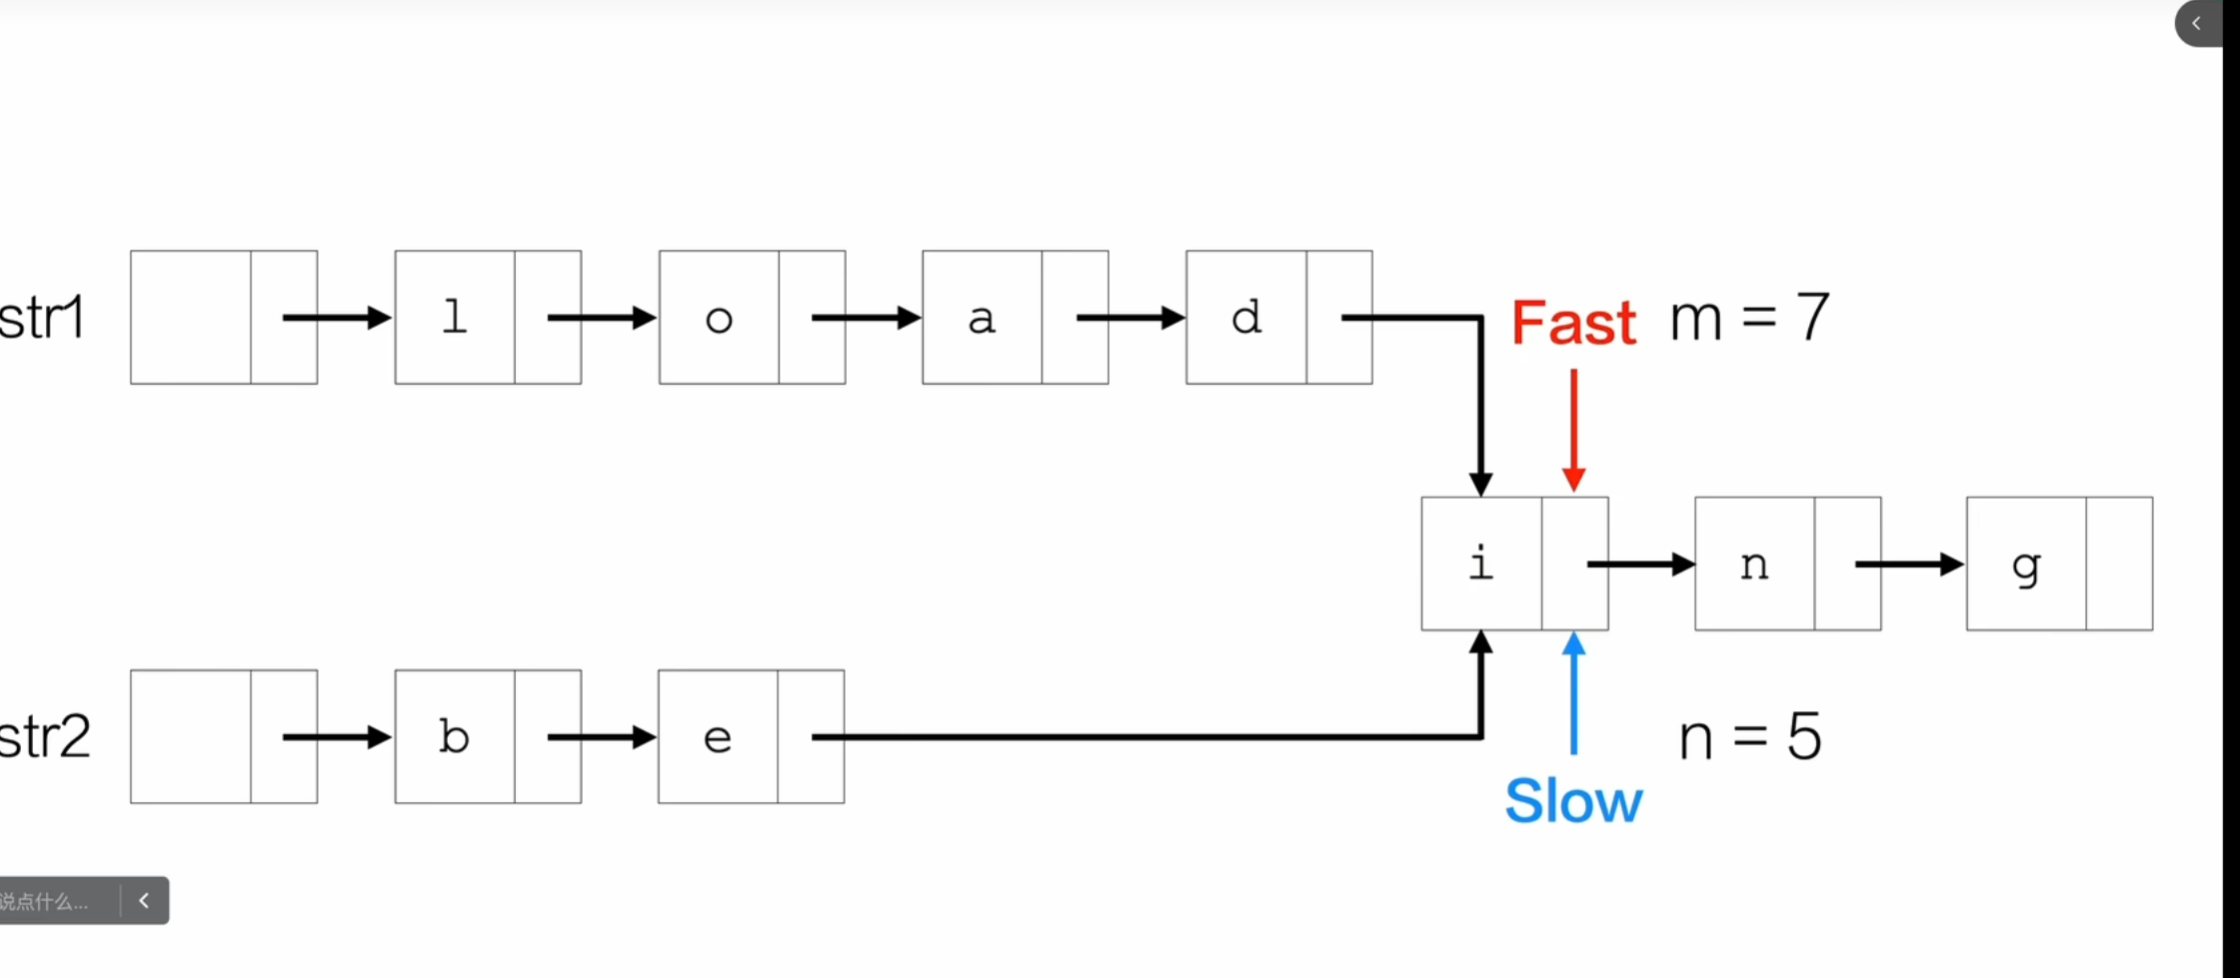 str1
l
o
a
d
Fast
m = 7
i
n
g
str2
b
e
n = 5
Slow
说点什么...